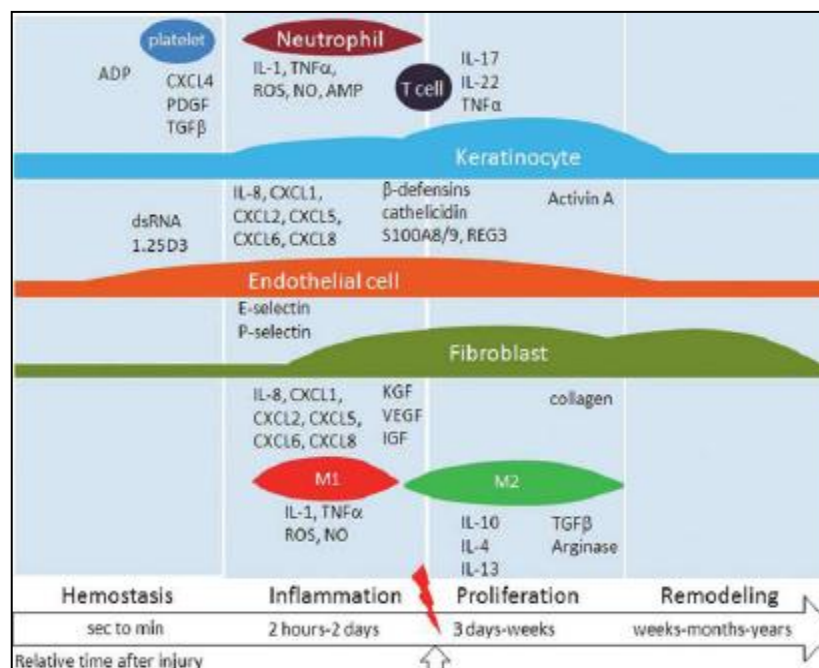 platelet
Neutrophil
ADP
CXCL4
PDGF
TGFβ
IL-1, TNFα,
ROS, NO, AMP
T cell
IL-17
IL-22
TNFα
Keratinocyte
dsRNA
1.25D3
IL-8, CXCL1,
CXCL2, CXCL5,
CXCL6, CXCL8
β-defensins
cathelicidin
S100A8/9, REG3
Activin A
Endothelial cell
E-selectin
P-selectin
Fibroblast
IL-8, CXCL1,
CXCL2, CXCL5,
CXCL6, CXCL8
KGF
VEGF
IGF
collagen
M1
M2
IL-1, TNFα
ROS, NO
IL-10
IL-4
IL-13
TGFβ
Arginase
Hemostasis
Inflammation
Proliferation
Remodeling
sec to min
2 hours-2 days
3 days-weeks
weeks-months-years
Relative time after injury